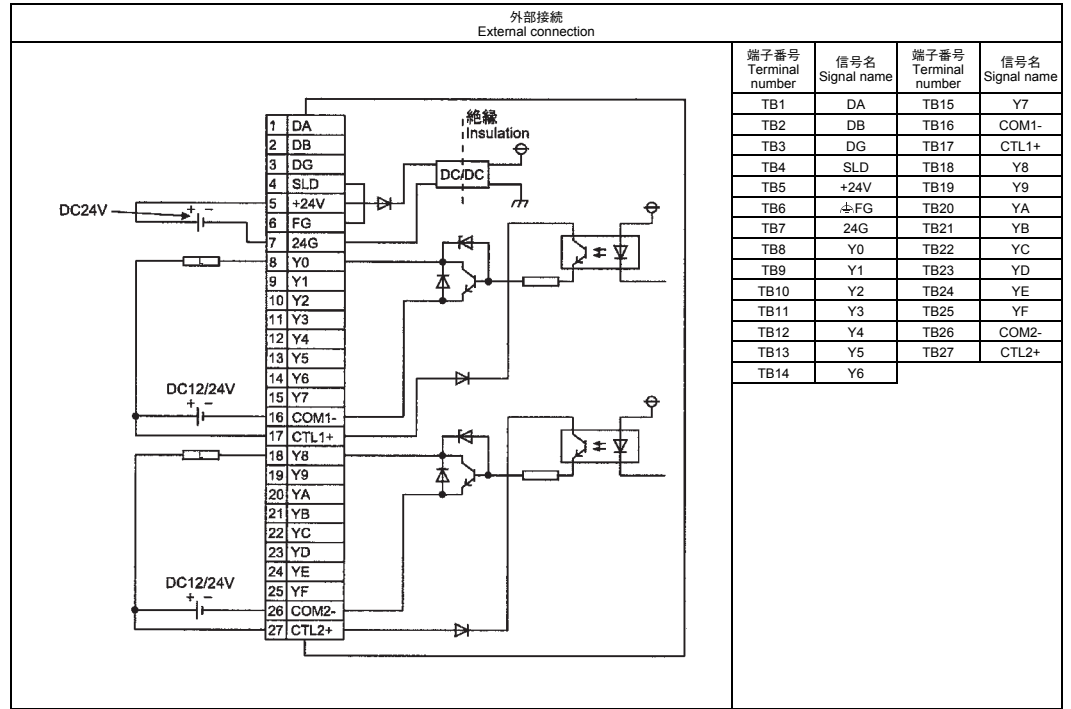 外部接続
External connection
絶縁
Insulation
DC/DC
DC24V
+ −
1 DA
2 DB
3 DG
4 SLD
5 +24V
6 FG
7 24G
8 Y0
9 Y1
10 Y2
11 Y3
12 Y4
13 Y5
14 Y6
15 Y7
16 COM1-
17 CTL1+
18 Y8
19 Y9
20 YA
21 YB
22 YC
23 YD
24 YE
25 YF
26 COM2-
27 CTL2+
L
DC12/24V
+ −
L
DC12/24V
+ −
端子番号 信号名 端子番号 信号名
Terminal number Signal name Terminal number Signal name
TB1 DA TB15 Y7
TB2 DB TB16 COM1-
TB3 DG TB17 CTL1+
TB4 SLD TB18 Y8
TB5 +24V TB19 Y9
TB6 FG TB20 YA
TB7 24G TB21 YB
TB8 Y0 TB22 YC
TB9 Y1 TB23 YD
TB10 Y2 TB24 YE
TB11 Y3 TB25 YF
TB12 Y4 TB26 COM2-
TB13 Y5 TB27 CTL2+
TB14 Y6